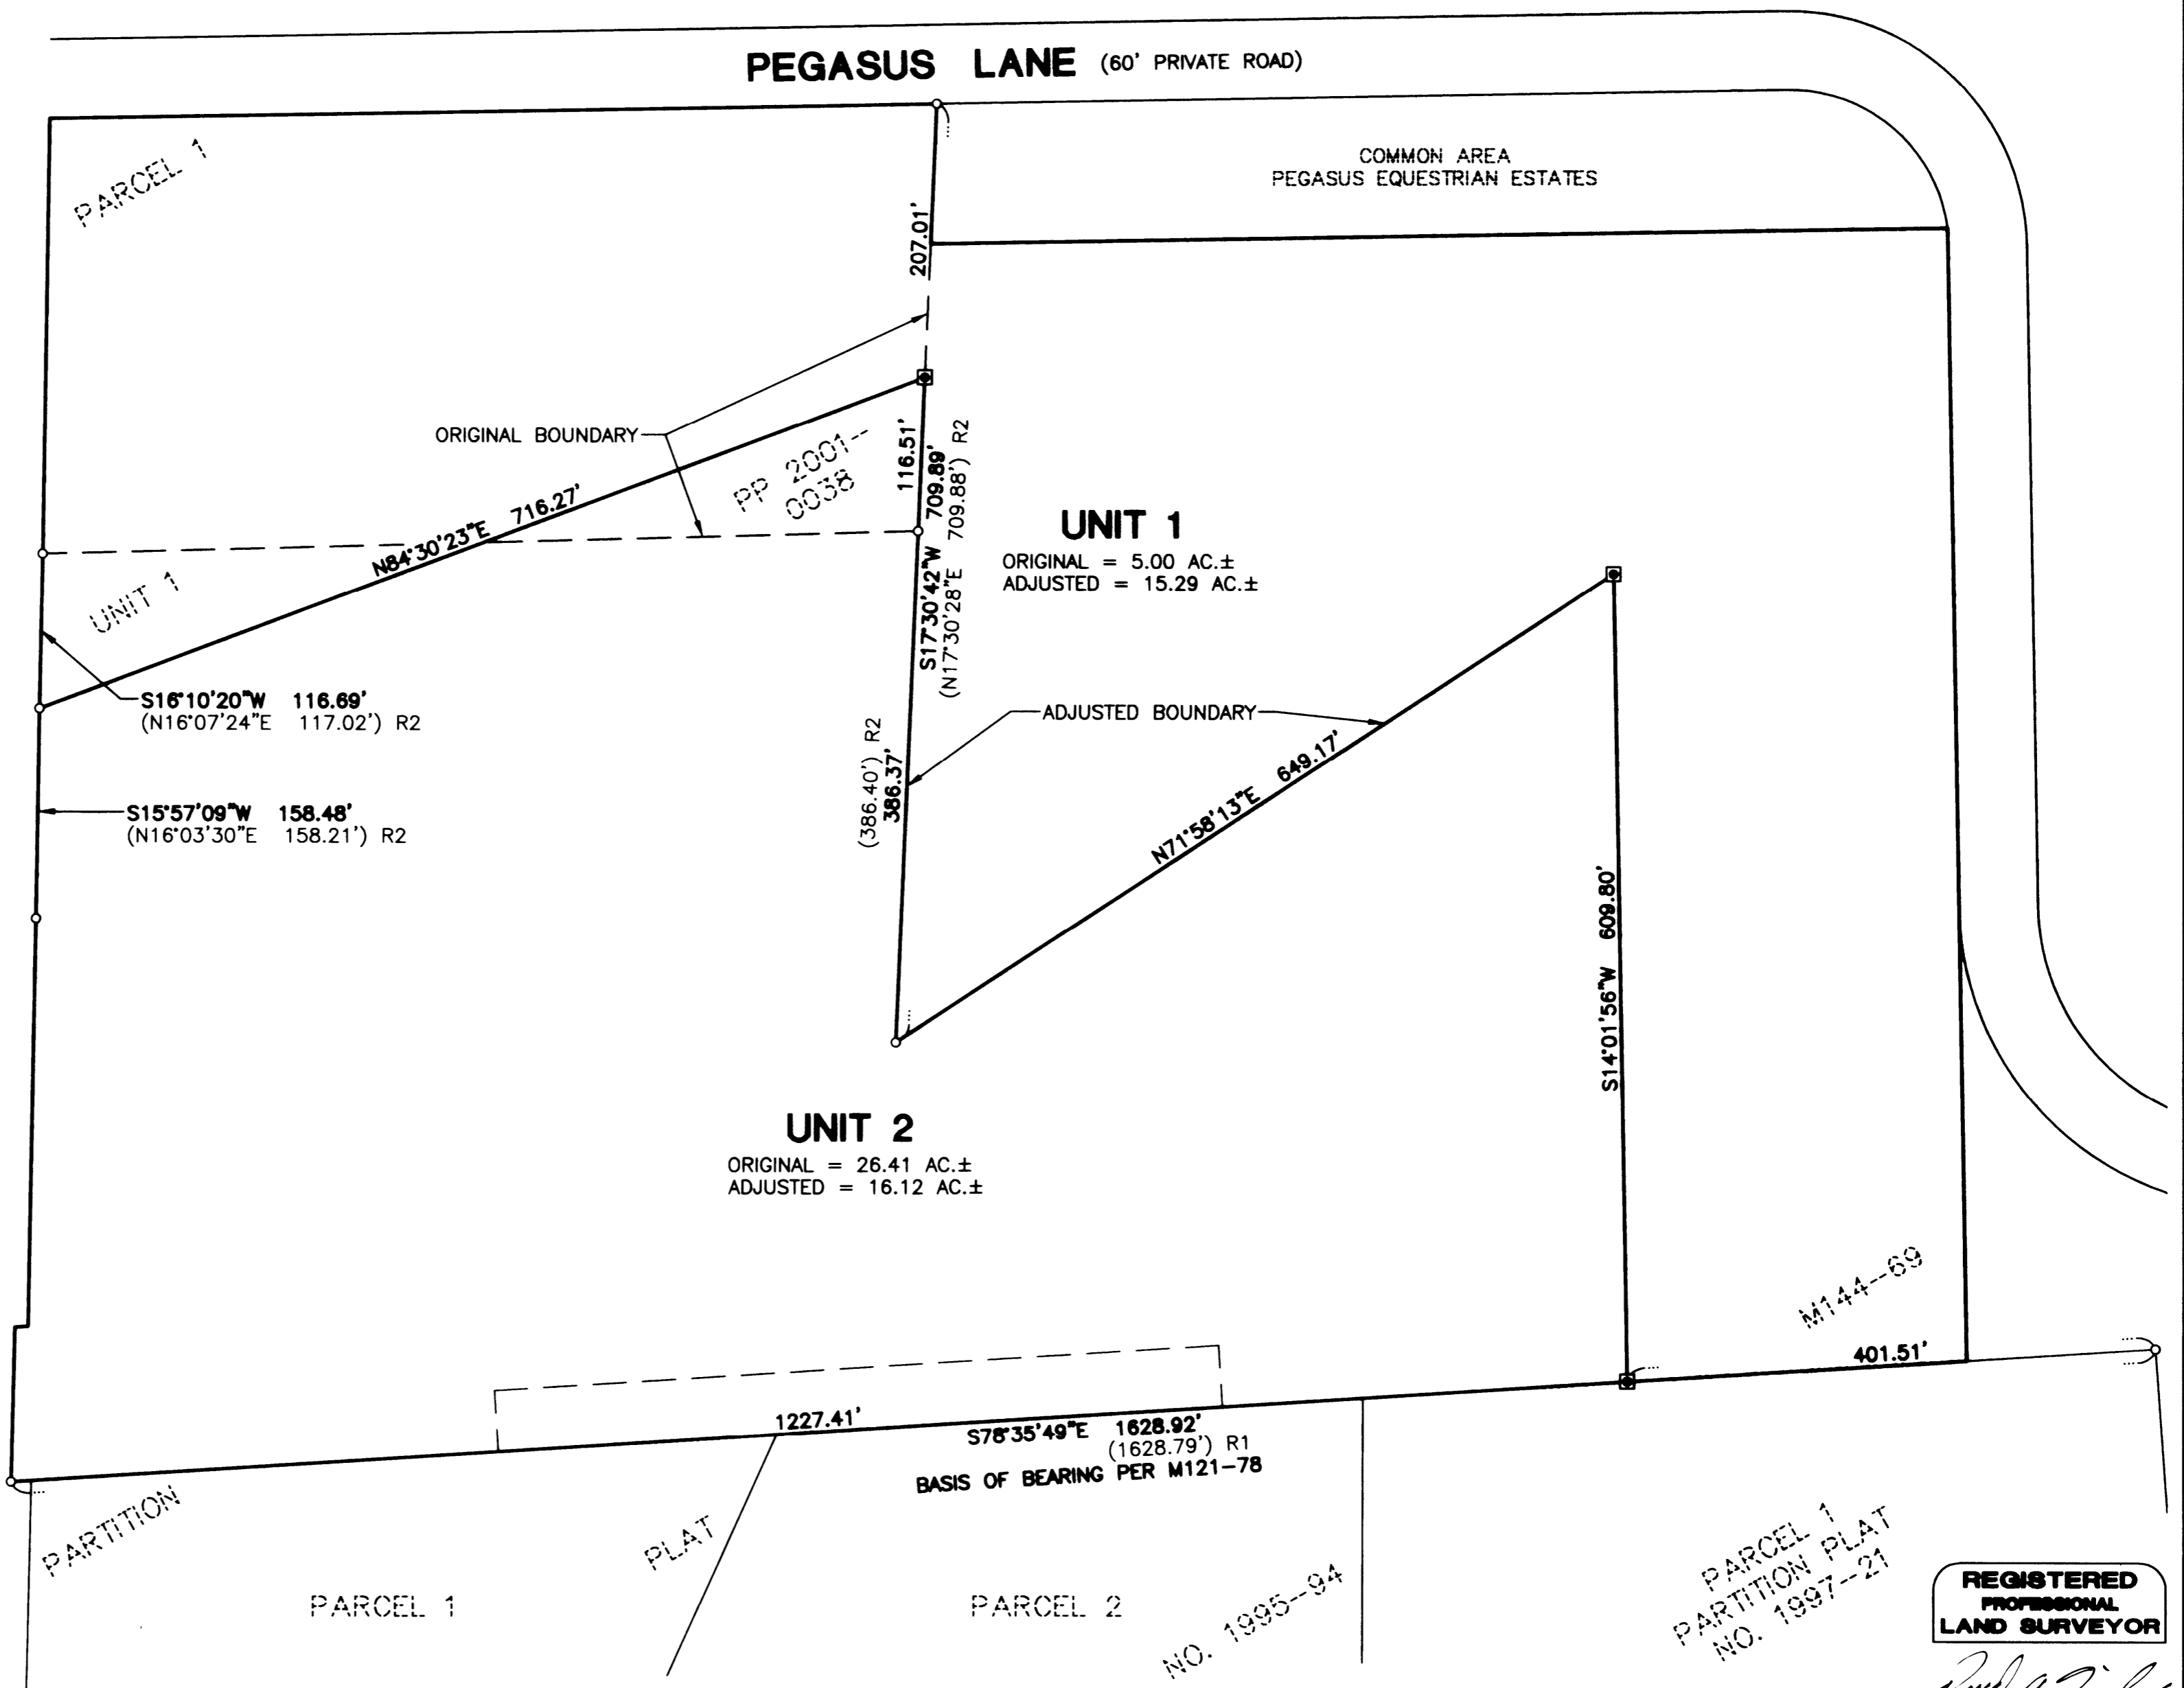 PEGASUS LANE (60' PRIVATE ROAD)
PARCEL 1
COMMON AREA
PEGASUS EQUESTRIAN ESTATES
207.01'
ORIGINAL BOUNDARY
PP 2001--
0038
116.51'
S17°30'42"W 709.89'
(N17°30'28"E 709.88') R2
UNIT 1
ORIGINAL = 5.00 AC.±
ADJUSTED = 15.29 AC.±
N84°30'23"E 716.27'
UNIT 1
S16°10'20"W 116.69'
(N16°07'24"E 117.02') R2
ADJUSTED BOUNDARY
(386.40') R2
386.37'
N71°58'13"E 649.17'
S15°57'09"W 158.48'
(N16°03'30"E 158.21') R2
S14°01'56"W 609.80'
UNIT 2
ORIGINAL = 26.41 AC.±
ADJUSTED = 16.12 AC.±
M144--69
401.51'
1227.41'
S78°35'49"E 1628.92'
(1628.79') R1
BASIS OF BEARING PER M121-78
PARTITION
PLAT
NO. 1995--94
PARCEL 1
PARCEL 2
PARCEL 1
PARTITION PLAT
NO. 1997--21
REGISTERED
PROFESSIONAL
LAND SURVEYOR